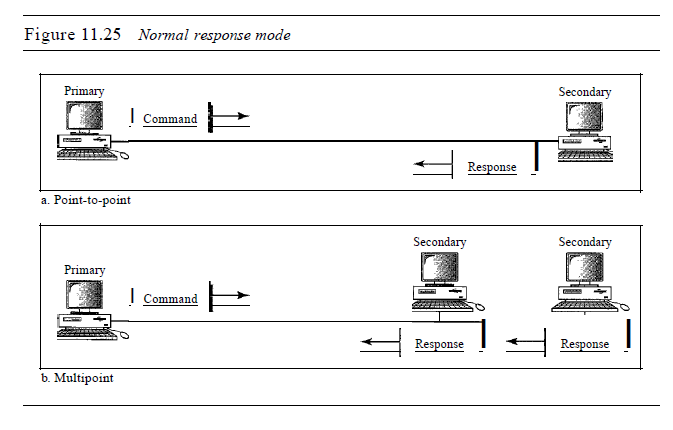 Figure 11.25 Normal response mode
Primary
Secondary
Command
Response
a. Point-to-point
Secondary
Secondary
Primary
Command
Response
Response
b. Multipoint